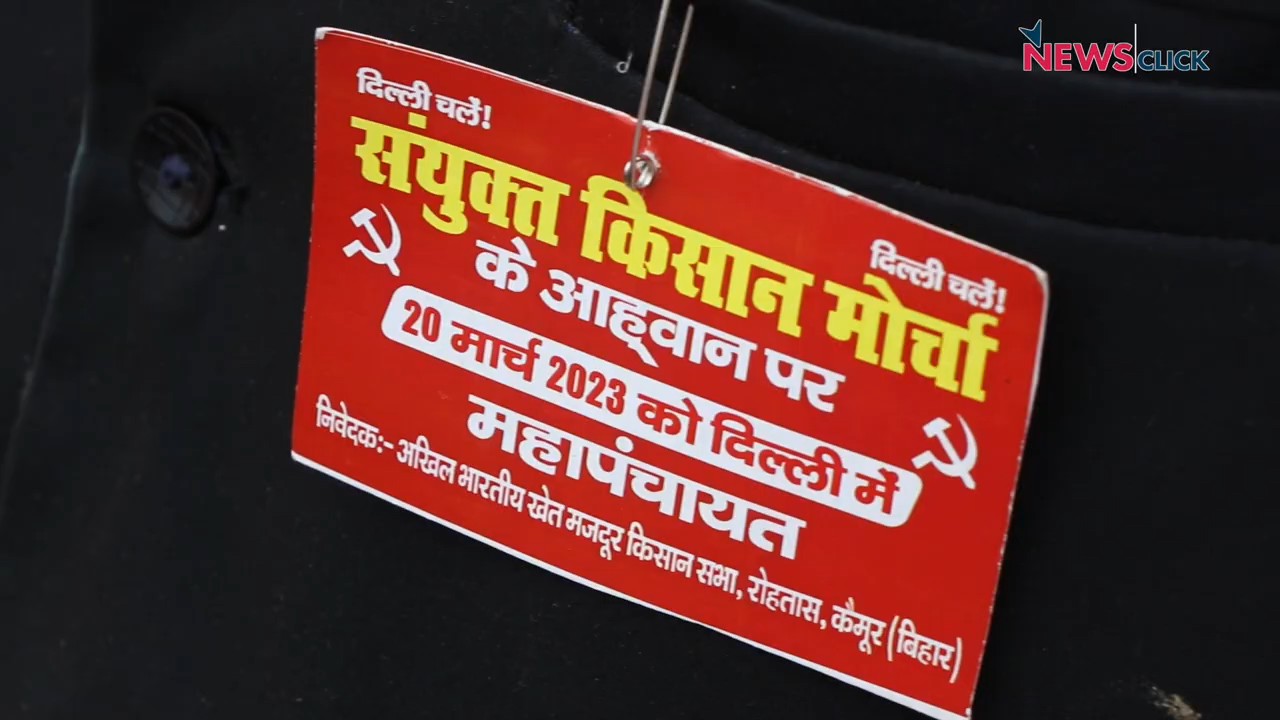 NEWSCLICK
दिल्ली चलें!
संयुक्त किसान मोर्चा
दिल्ली चलें!
के आह्‌वान पर
20 मार्च 2023 को दिल्ली में
महापंचायत
निवेदक:- अखिल भारतीय खेत मजदूर किसान सभा, रोहतास, कैमूर (बिहार)